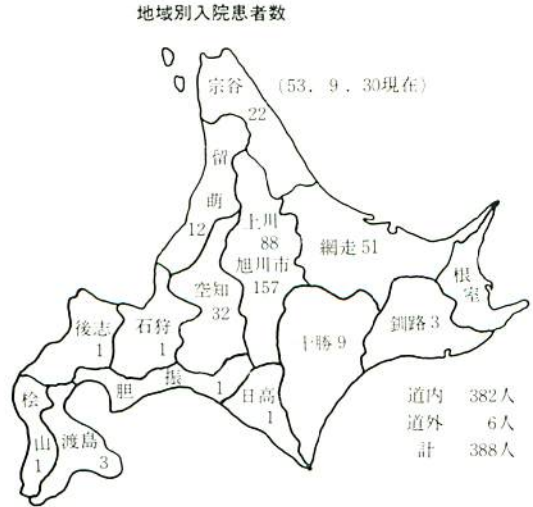 地域別入院患者数
(53．9．30現在)
宗谷
22
留
萌
12
上川
88
旭川市
157
網走 51
根
室
空知
32
釧路 3
後志
1
石狩
1
十勝 9
胆振
1
日高
1
桧
山
1
渡島
3
道内 382人
道外 6人
計 388人